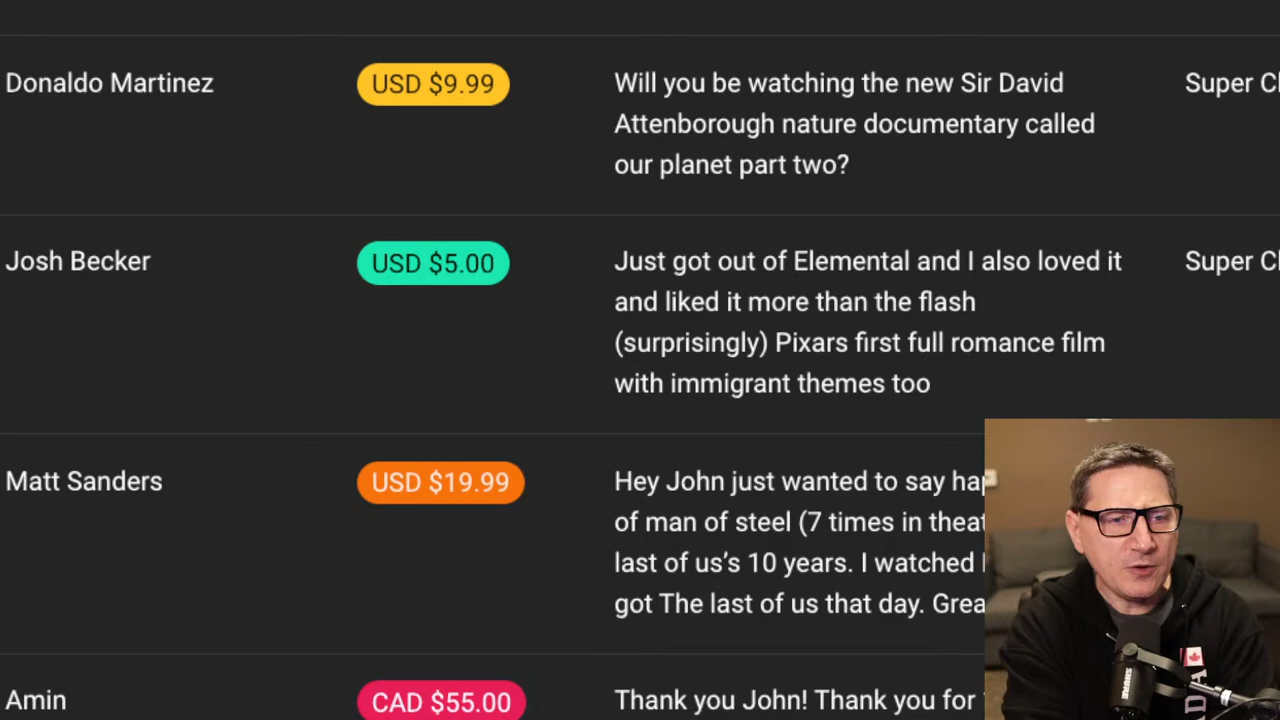 Donaldo Martinez
USD $9.99
Will you be watching the new Sir David
Attenborough nature documentary called
our planet part two?
Super
Josh Becker
USD $5.00
Just got out of Elemental and I also loved it
and liked it more than the flash
(surprisingly) Pixars first full romance film
with immigrant themes too
Super
Matt Sanders
USD $19.99
Hey John just wanted to say
of man of steel (7 times in
last of us’s 10 years. I watched
got The last of us that day.
Amin
CAD $55.00
Thank you John! Thank you for
SHURE